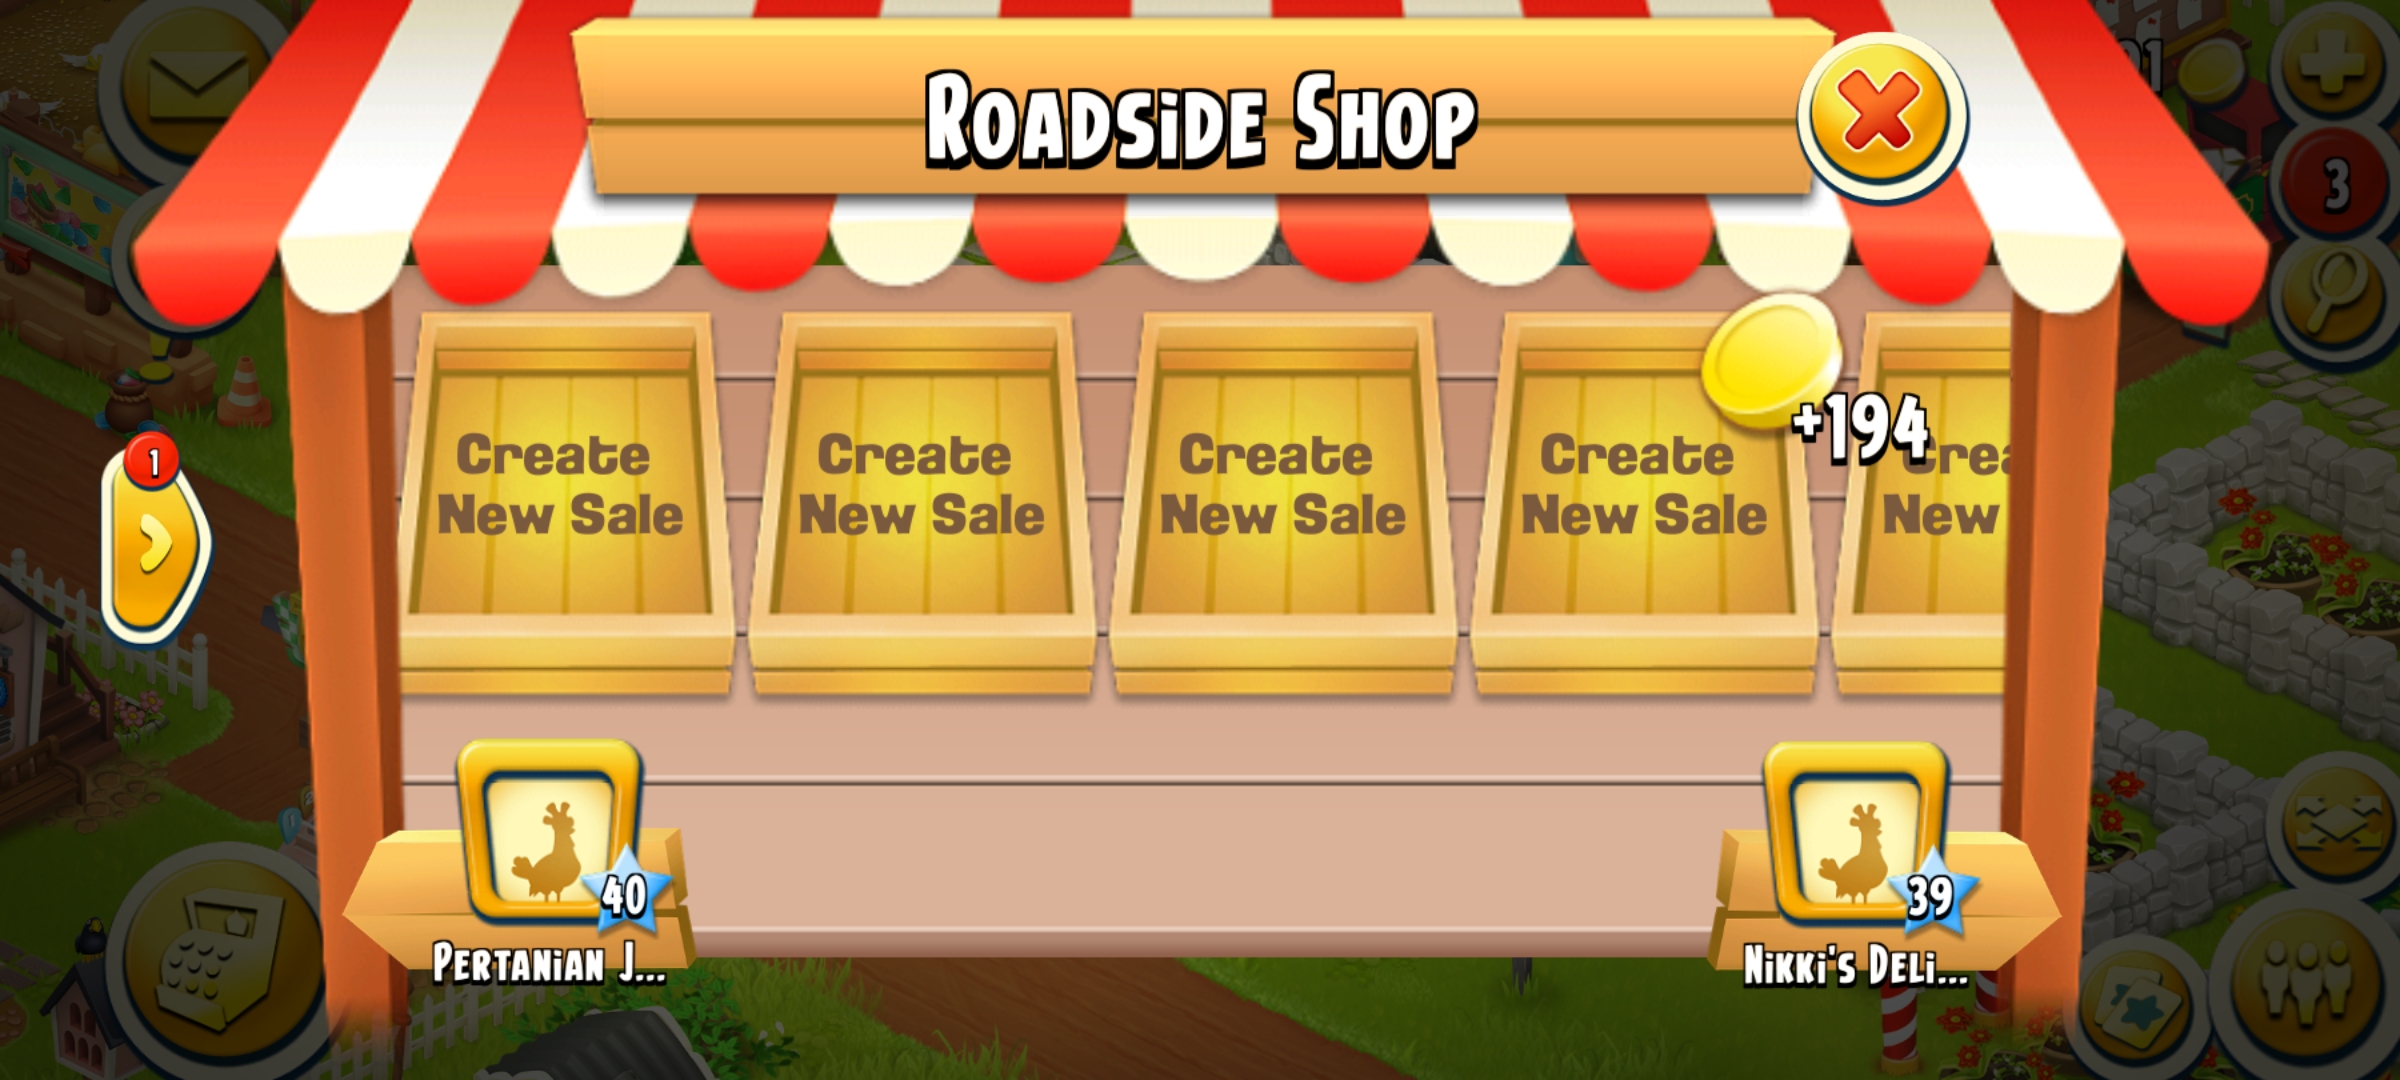 Roadside Shop
3
1
Create
New Sale
Create
New Sale
Create
New Sale
Create
New Sale
+194
New
40
Pertanian J...
39
Nikki's Deli...